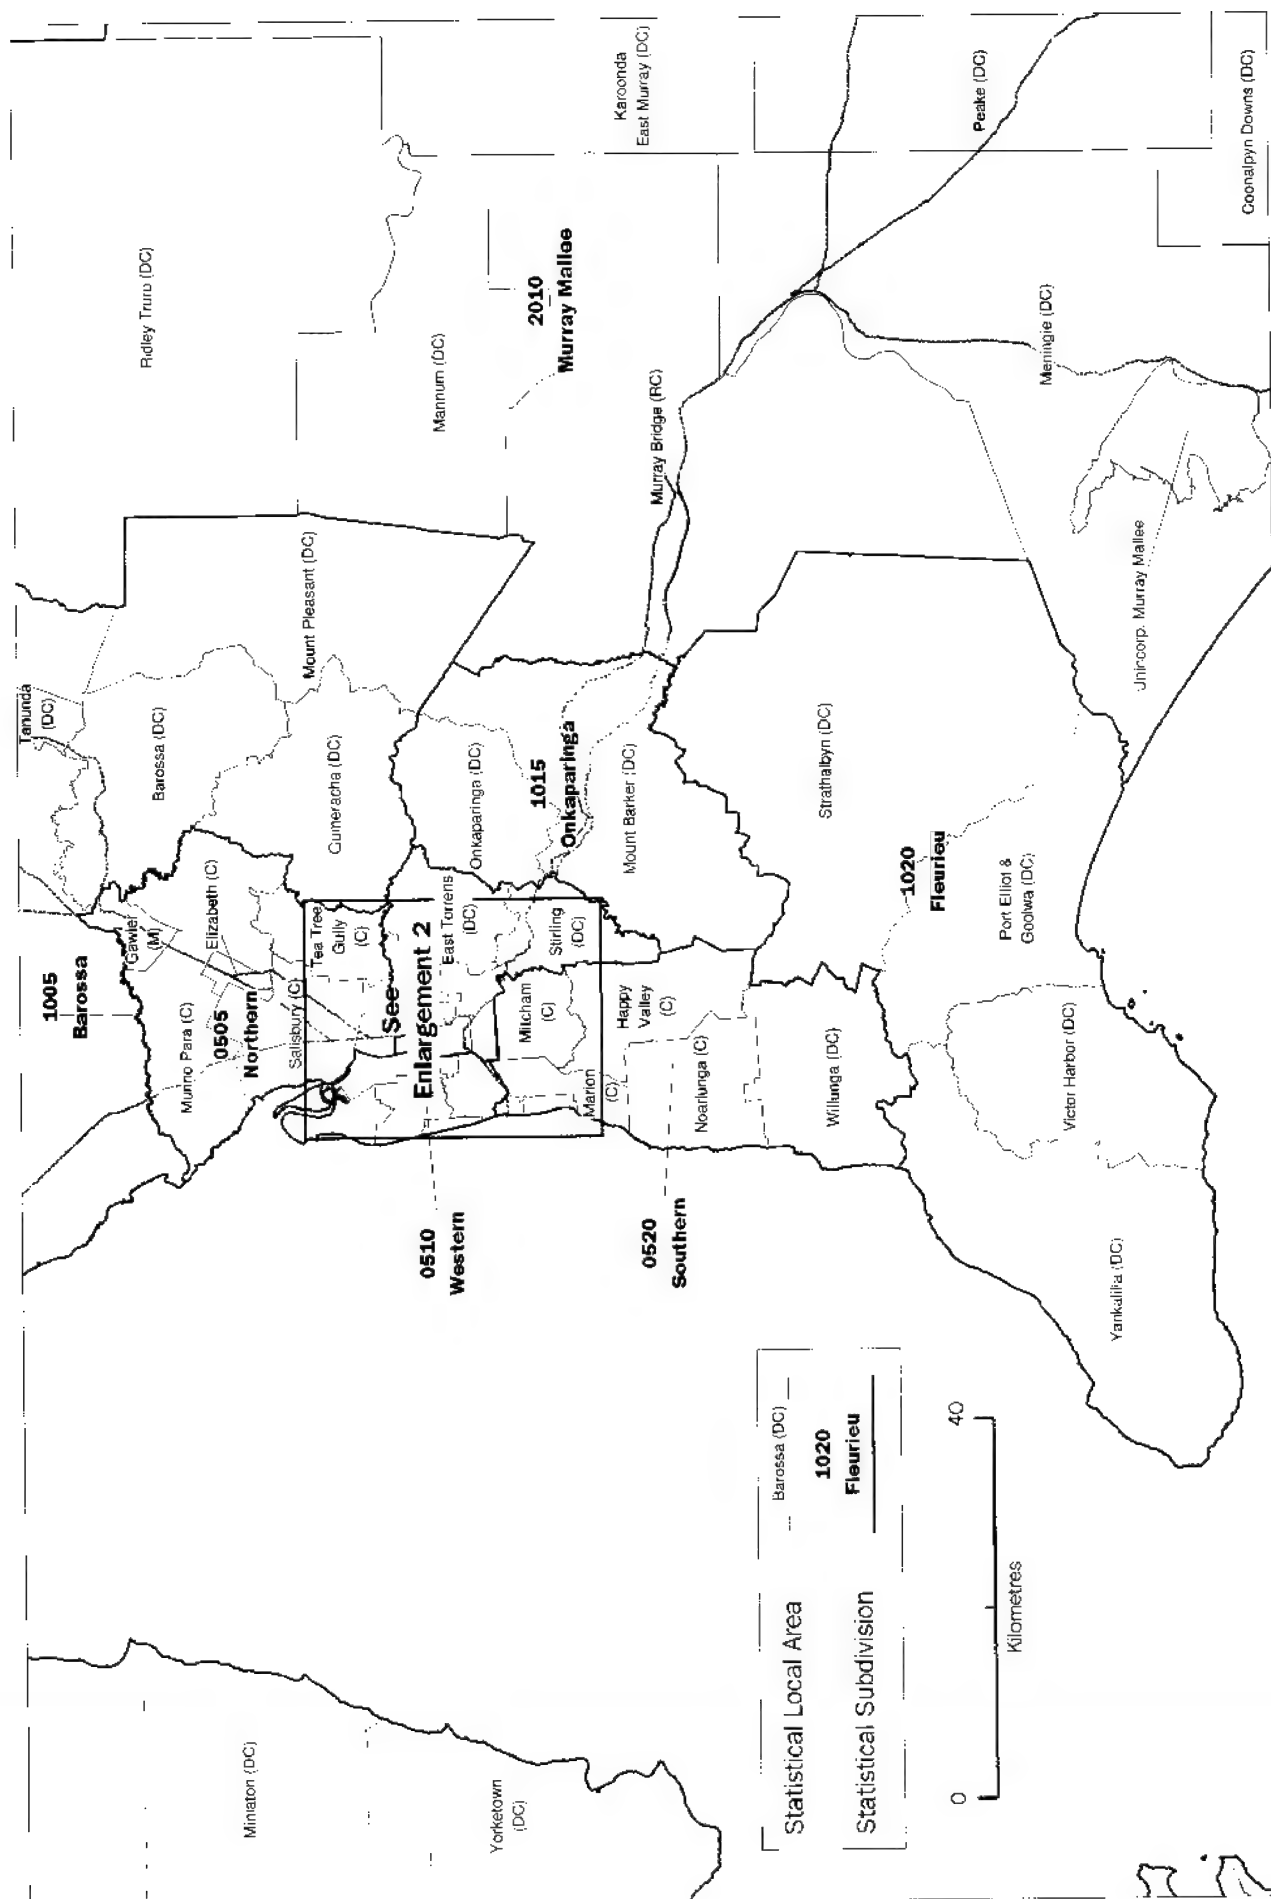 Tanunda
(DC)
1005
Barossa
Ridley Truro (DC)
Gawler
(M)
Barossa (DC)
Munno Para (C)
Elizabeth (C)
0505
Northern
Minlaton (DC)
Salisbury (C)
Mount Pleasant (DC)
Gumeracha (DC)
Tea Tree
Gully
(C)
See
Enlargement 2
Mannum (DC)
0510
Western
East Torrens
(DC)
Onkaparinga (DC)
Yorketown
(DC)
2010
Murray Mallee
1015
Onkaparinga
Mitcham
(C)
Stirling
(DC)
Marion
(C)
Karoonda
East Murray (DC)
Happy
Valley
(C)
Mount Barker (DC)
Murray Bridge (RC)
0520
Southern
Noarlunga (C)
Strathalbyn (DC)
Willunga (DC)
Statistical Local Area
Barossa (DC)
1020
Fleurieu
Statistical Subdivision
1020
Fleurieu
0
40
Kilometres
Peake (DC)
Port Elliot &
Goolwa (DC)
Meningie (DC)
Victor Harbor (DC)
Yankalilla (DC)
Unincorp. Murray Mallee
Coonalpyn Downs (DC)